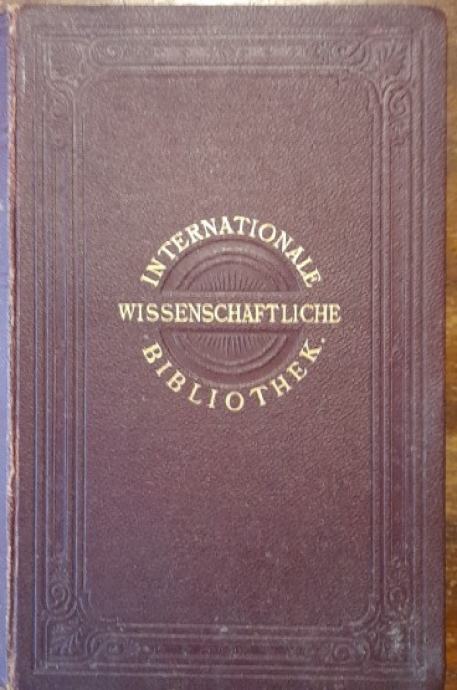 INTERNATIONALE
WISSENSCHAFTLICHE
BIBLIOTHEK.